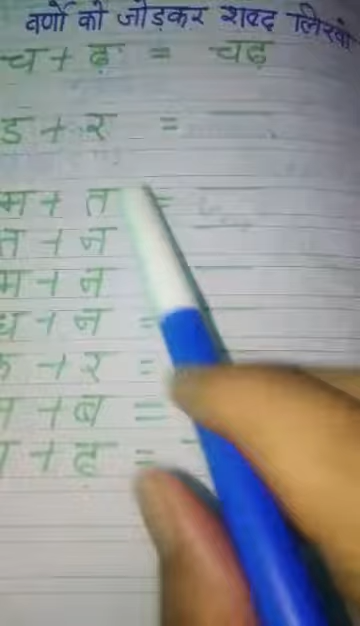 वर्णो को जोड़कर शब्द लिखो
च + ढ़ = चढ़
ड + र =
म + त =
त + न
म + न
ध + न =
क + र =
+ ब =
+ ह =